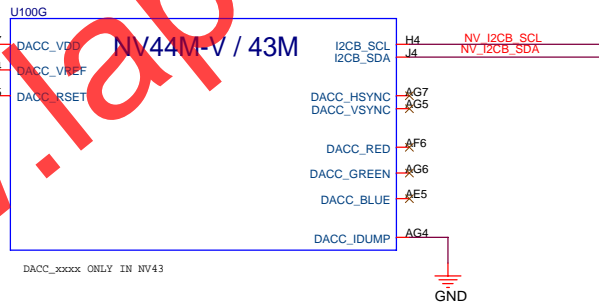 U100G
NV44M-V / 43M
DACC_VDD
DACC_VREF
DACC_RSET
I2CB_SCL H4 NV_I2CB_SCL
I2CB_SDA J4 NV_I2CB_SDA
DACC_HSYNC AG7
DACC_VSYNC AG5
DACC_RED AF6
DACC_GREEN AG6
DACC_BLUE AE5
DACC_IDUMP AG4
DACC_xxxx ONLY IN NV43
GND